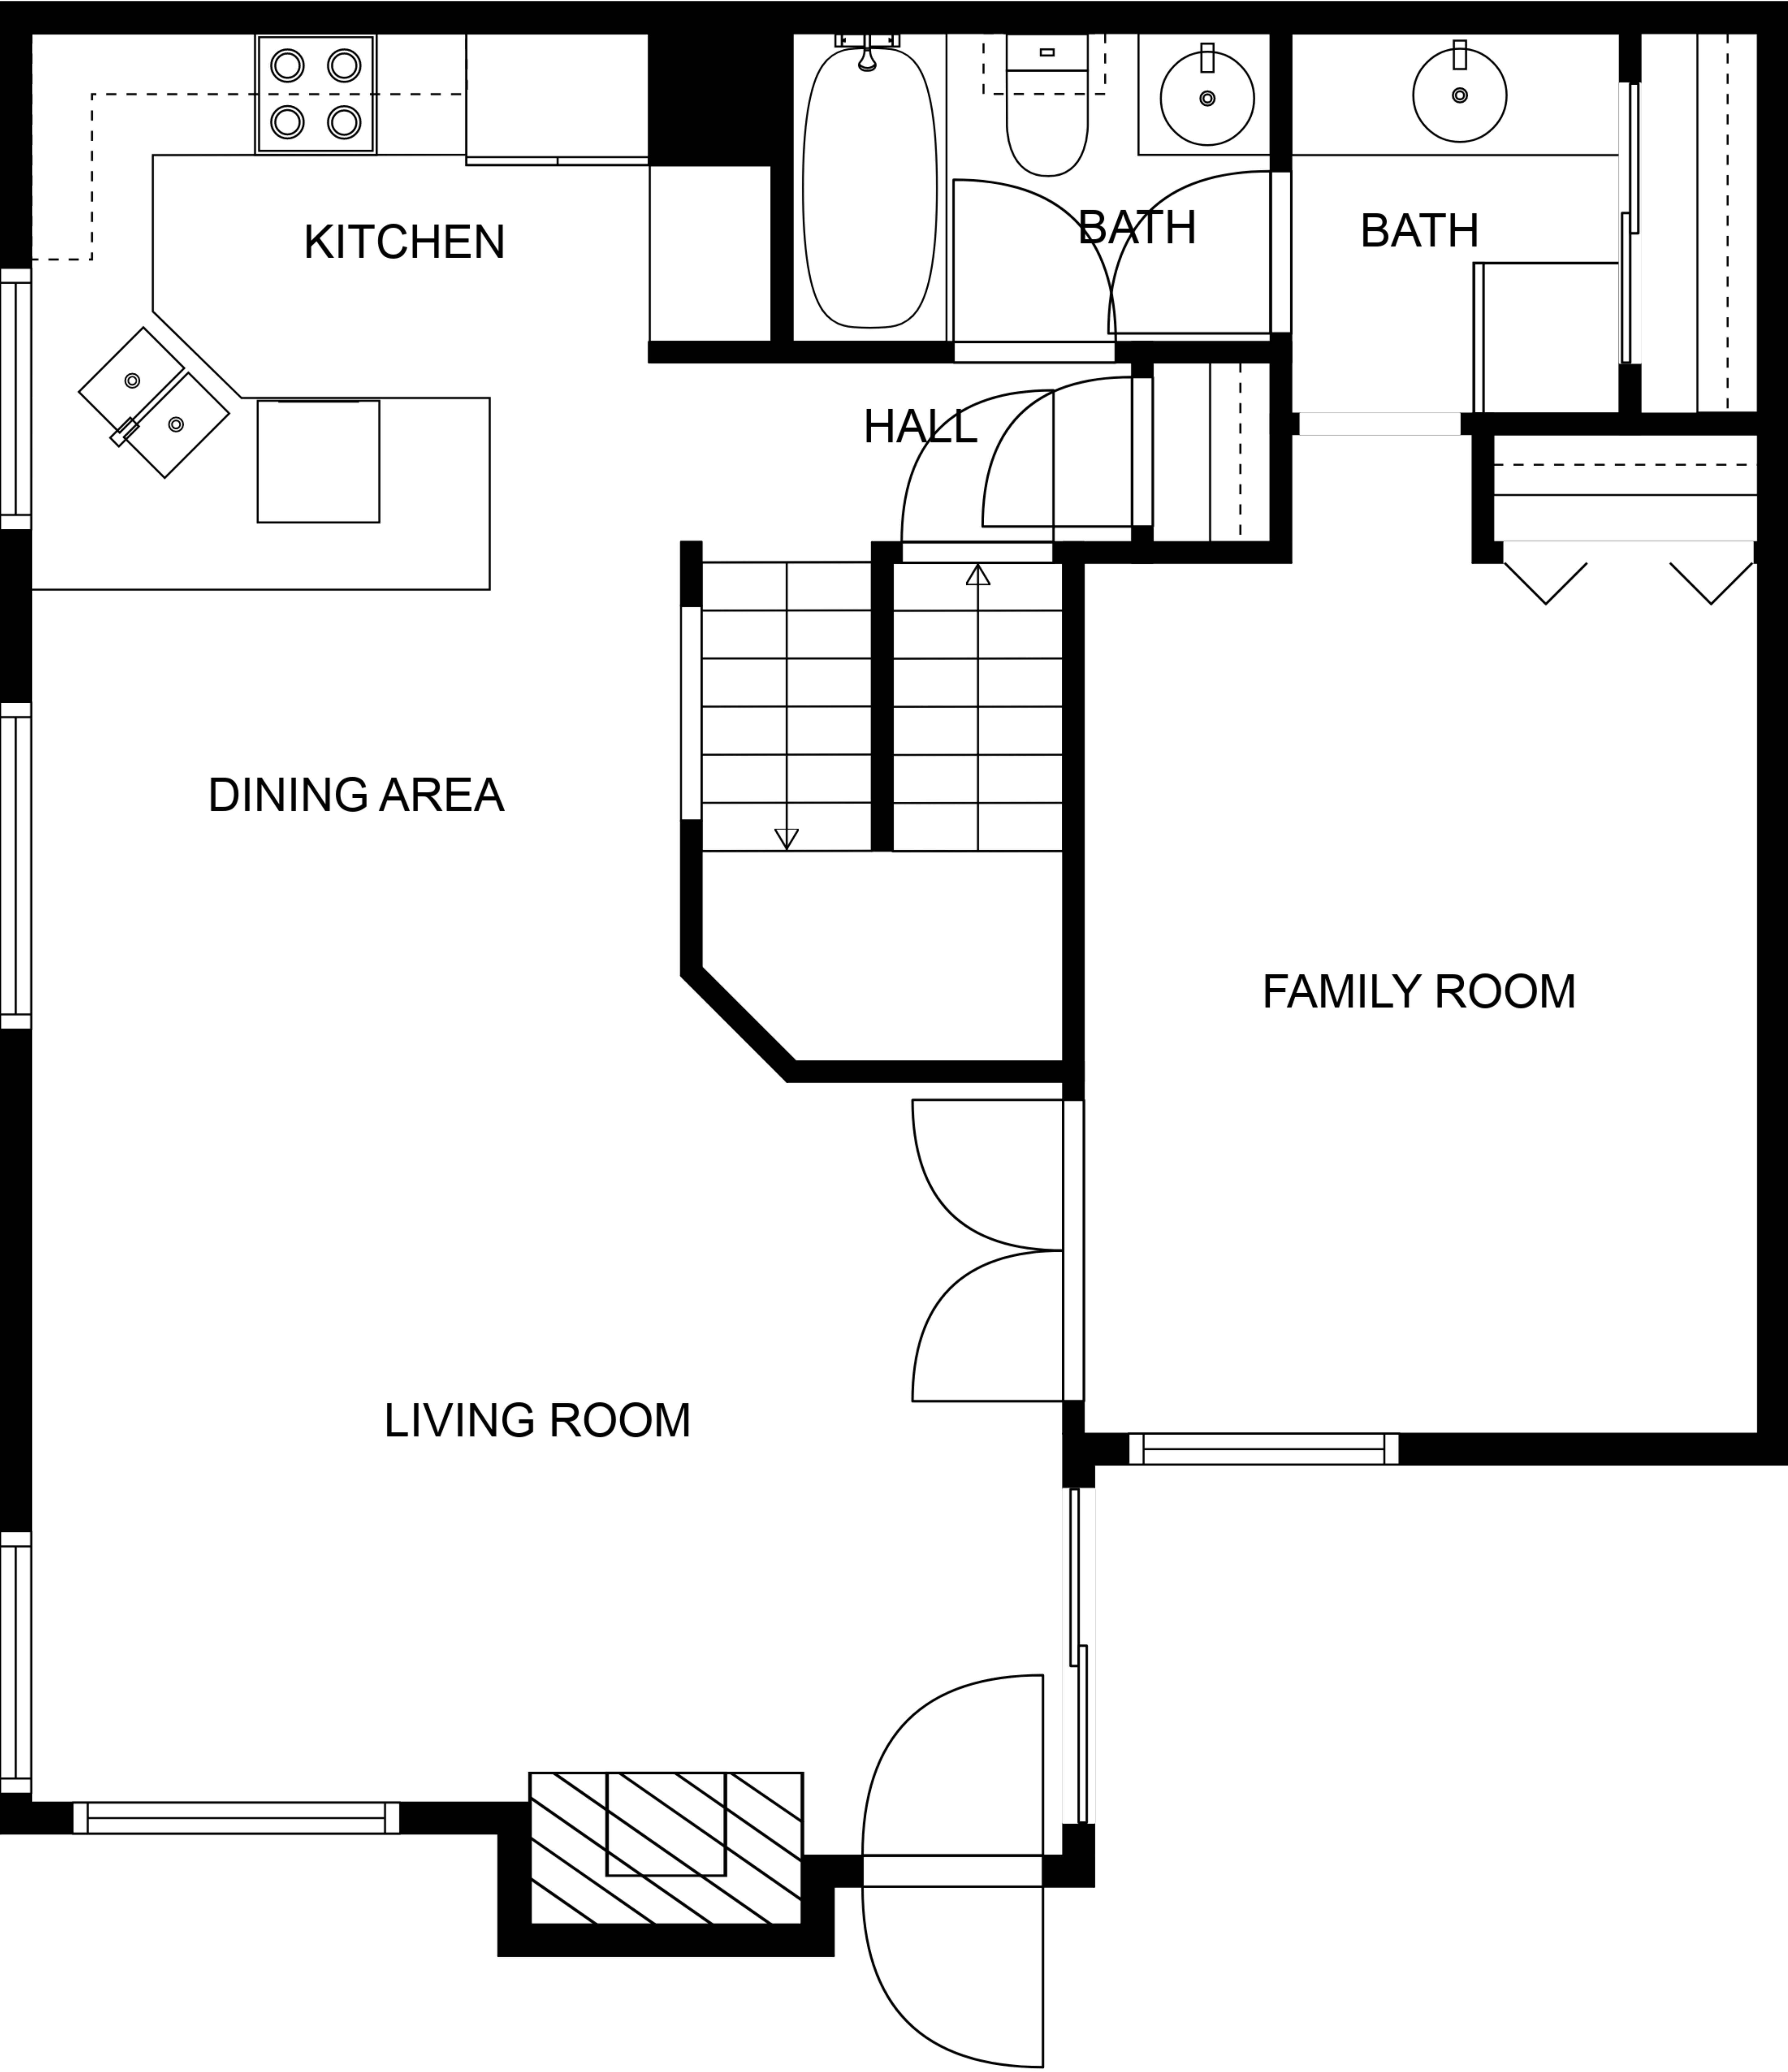 KITCHEN
BATH
BATH
HALL
DINING AREA
FAMILY ROOM
LIVING ROOM